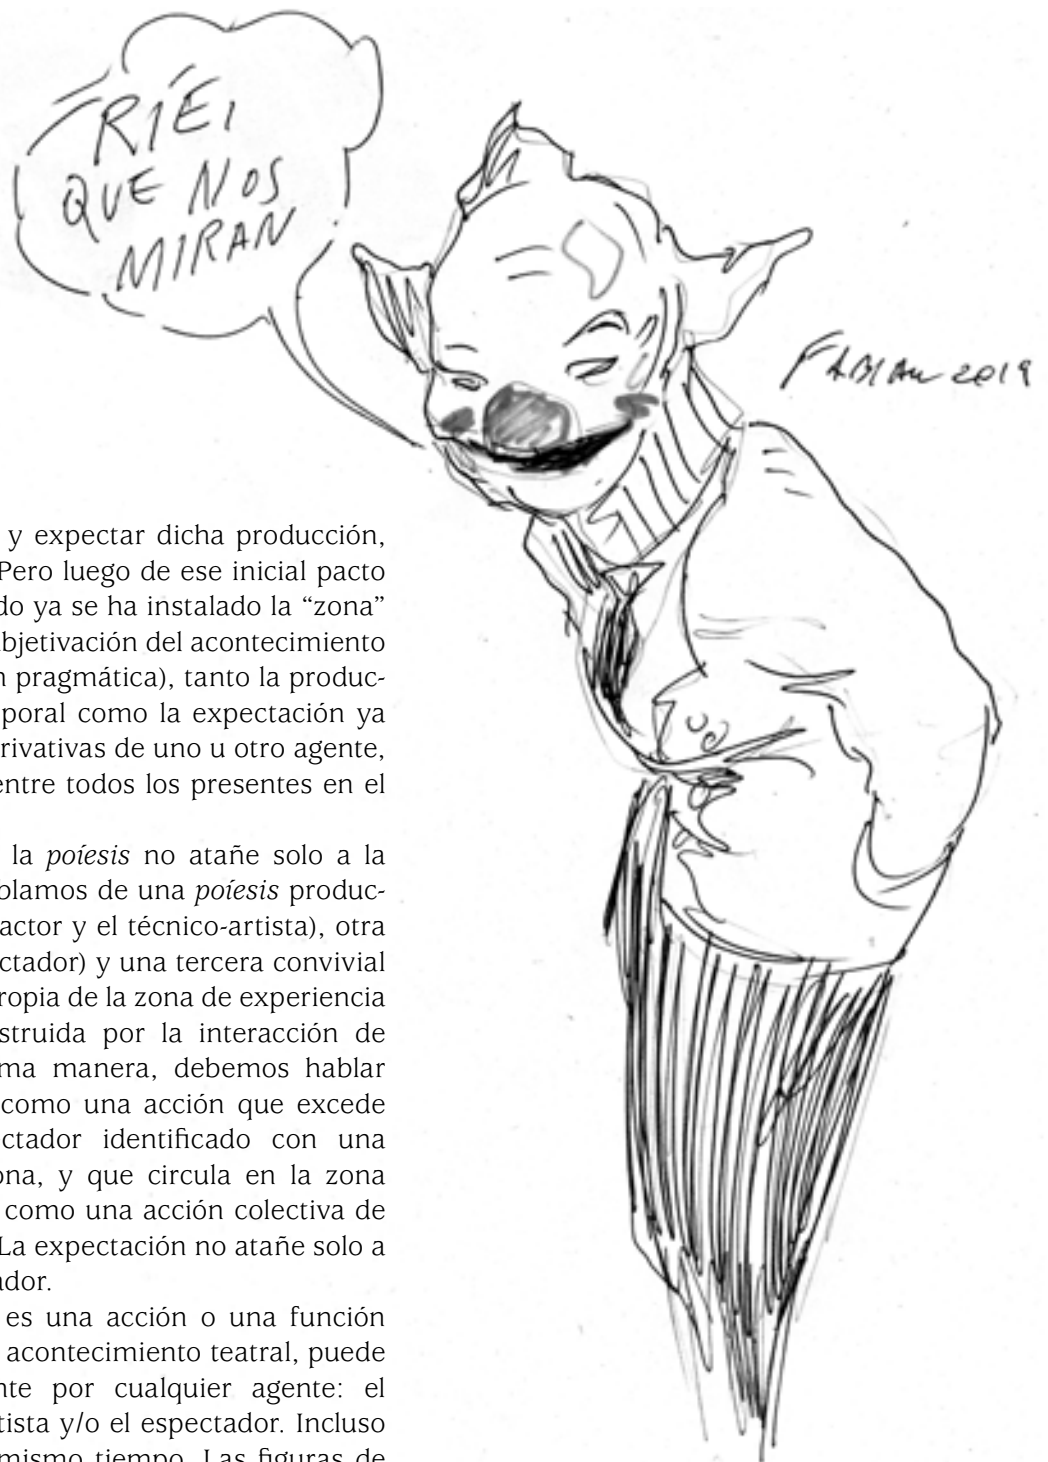 RIEI
QUE NOS
MIRAN
FABIAN 2019
y expectar dicha producción,
Pero luego de ese inicial pacto
do ya se ha instalado la “zona”
bjetivación del acontecimiento
n pragmática), tanto la produc-
poral como la expectación ya
rivativas de uno u otro agente,
entre todos los presentes en el
la poíesis no atañe solo a la
blamos de una poíesis produc-
actor y el técnico-artista), otra
ctador) y una tercera convivial
ropia de la zona de experiencia
struida por la interacción de
ma manera, debemos hablar
como una acción que excede
ctador identificado con una
ona, y que circula en la zona
como una acción colectiva de
La expectación no atañe solo a
ador.
es una acción o una función
acontecimiento teatral, puede
nte por cualquier agente: el
tista y/o el espectador. Incluso
mismo tiempo. Las figuras de